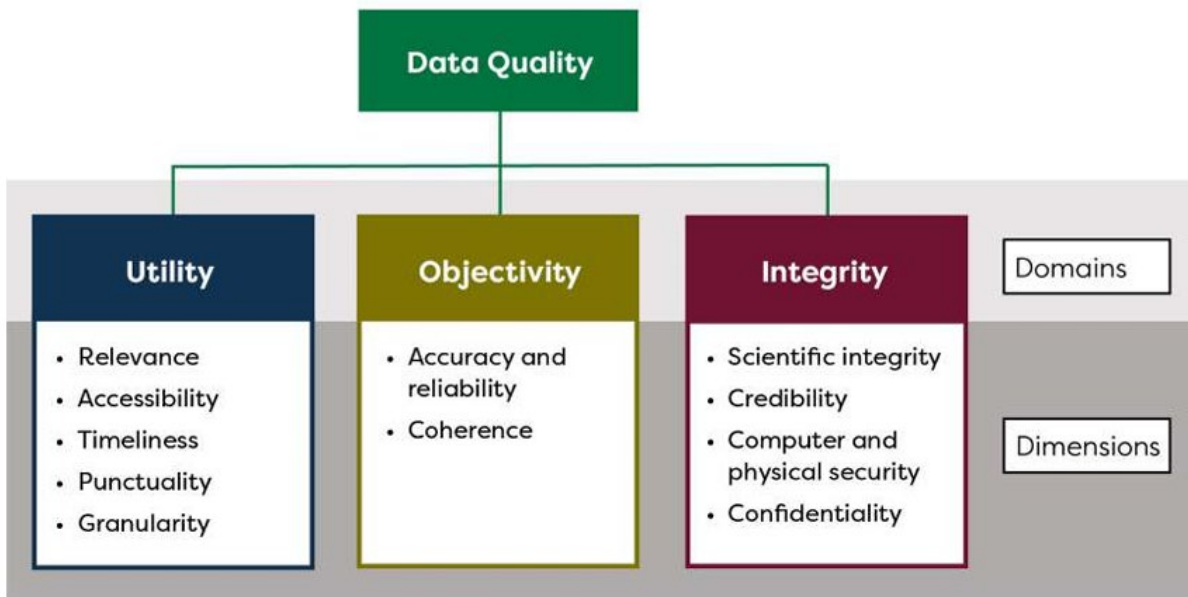 Data Quality
Utility
Objectivity
Integrity
Domains
• Relevance
• Accessibility
• Timeliness
• Punctuality
• Granularity
• Accuracy and
reliability
• Coherence
• Scientific integrity
• Credibility
• Computer and
physical security
• Confidentiality
Dimensions